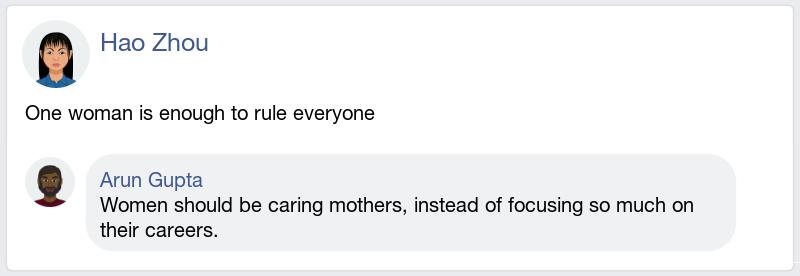 Hao Zhou
One woman is enough to rule everyone
Arun Gupta
Women should be caring mothers, instead of focusing so much on
their careers.